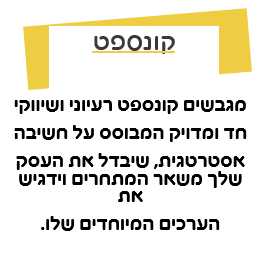 קונספט
מגבשים קונספט רעיוני ושיווקי
חד ומדויק המבוסס על חשיבה
אסטרטגית, שיבדל את העסק
שלך משאר המתחרים וידגיש
את
הערכים המיוחדים שלו.